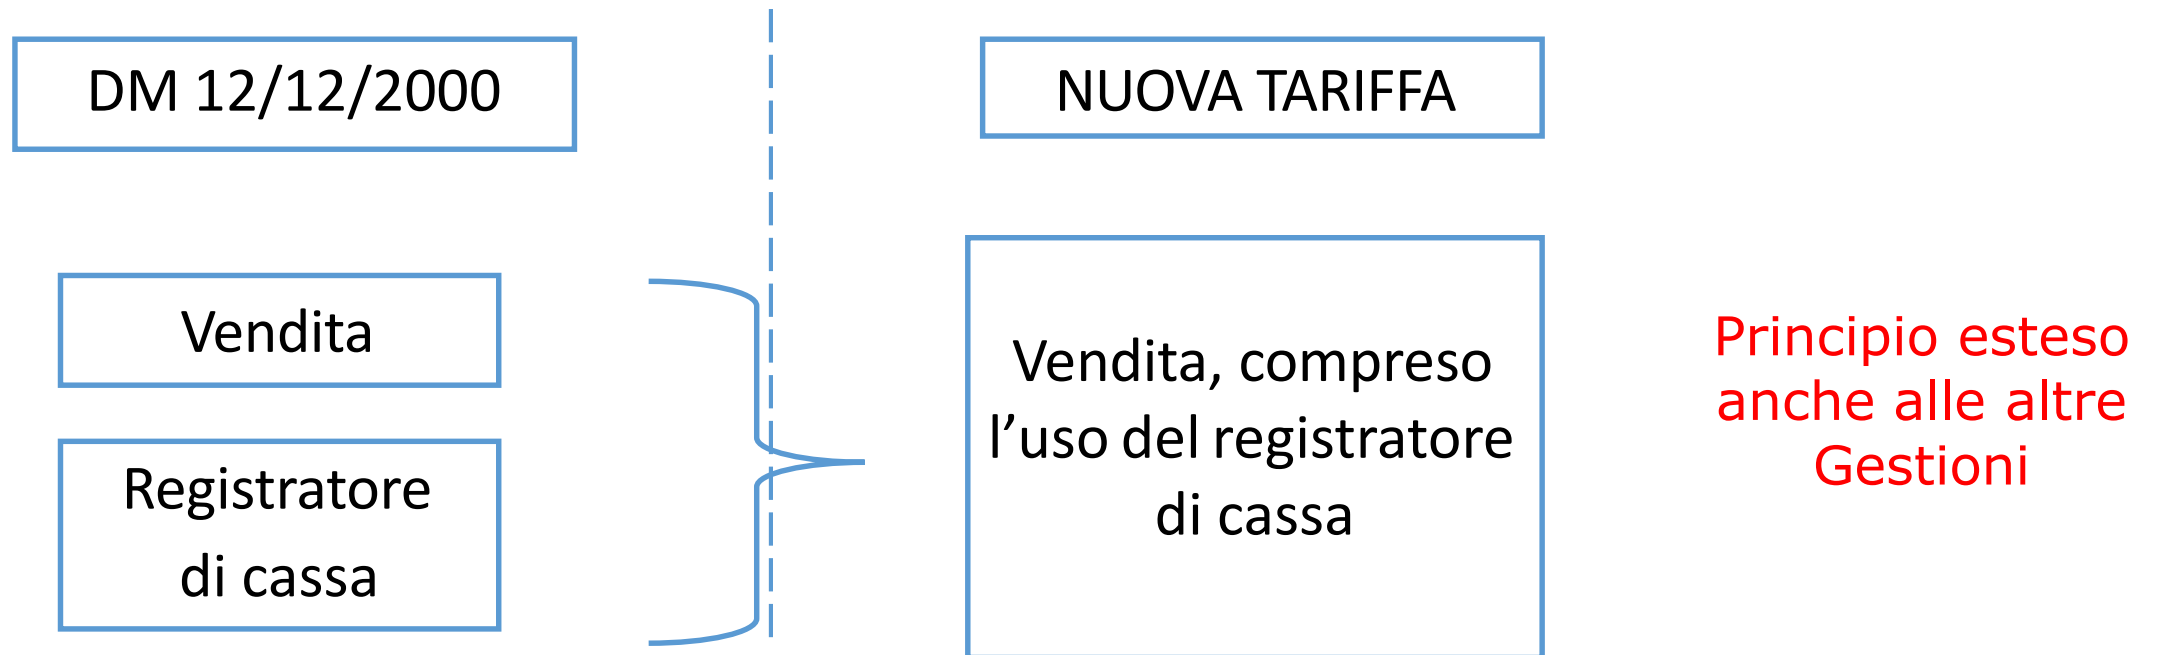 DM 12/12/2000
NUOVA TARIFFA
Vendita
Registratore
di cassa
Vendita, compreso
l’uso del registratore
di cassa
Principio esteso
anche alle altre
Gestioni